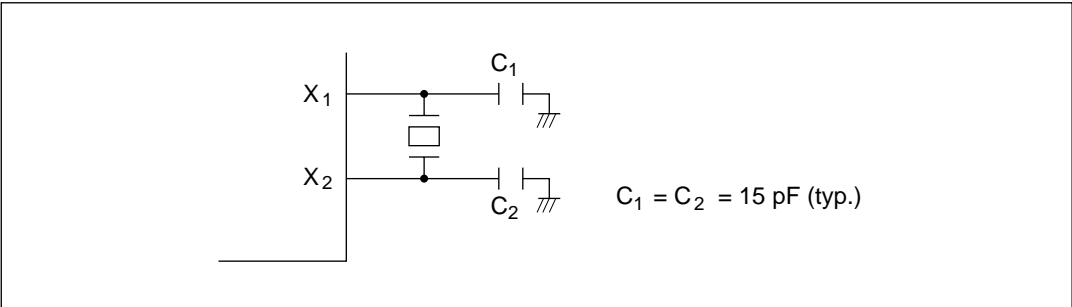 C1
X1
X2
C2
C1 = C2 = 15 pF (typ.)